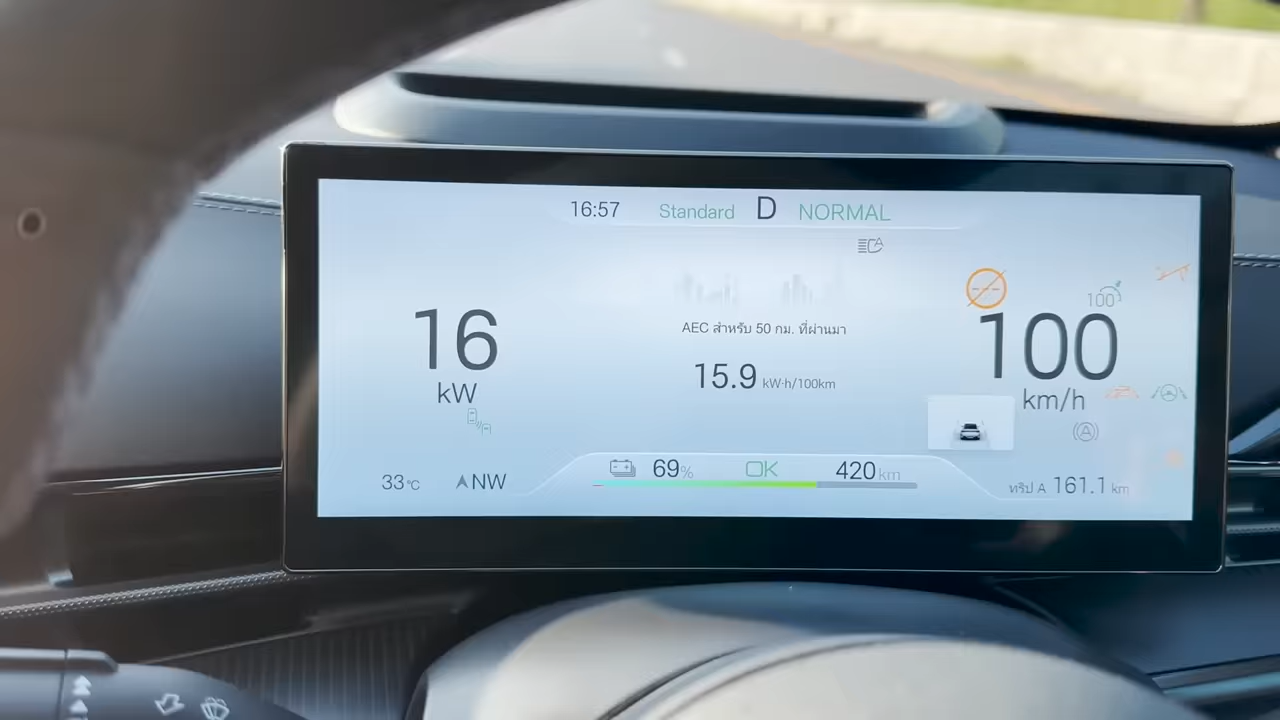 16:57 Standard D NORMAL
100
16
kW
AEC สำหรับ 50 กม. ที่ผ่านมา
15.9 kW·h/100km
100
km/h
A
33°C NW
69% OK 420 km
ทริป A 161.1 km